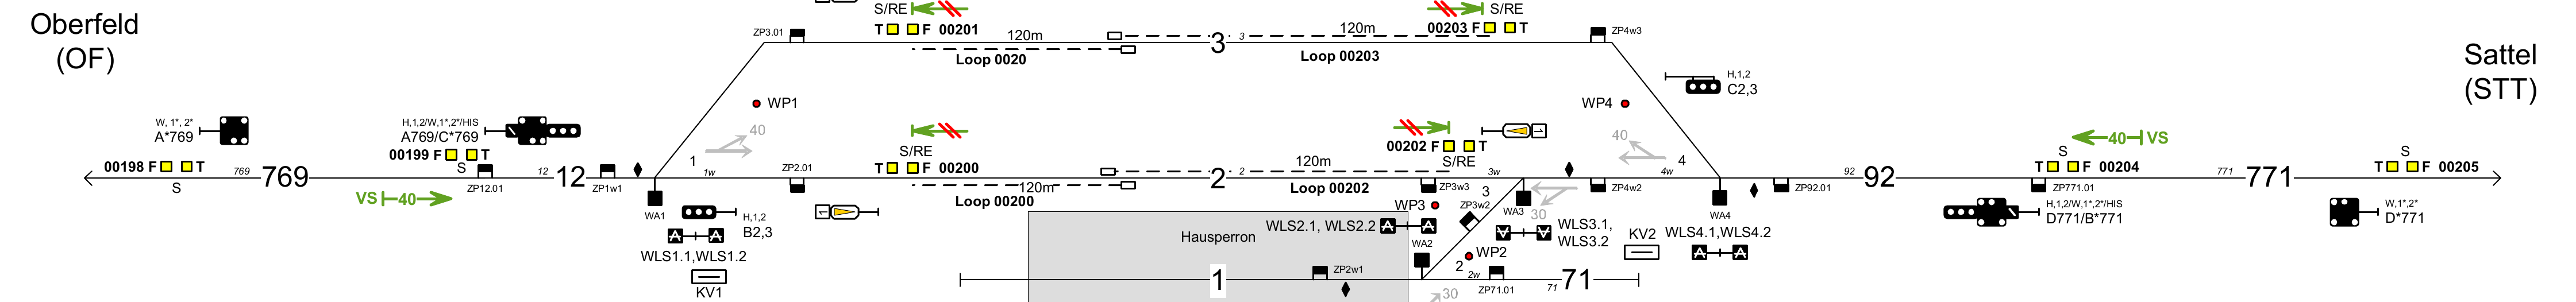 Oberfeld
(OF)
Sattel
(STT)
S/RE
T F 00201
120m
Loop 0020
3
3
120m
Loop 00203
S/RE
00203 F T
ZP3.01
ZP4w3
WP1
WP4
H,1,2
C2,3
W, 1*, 2*
A*769
H,1,2/W,1*,2*/HIS
A769/C*769
00198 F T
S
769
769
00199 F T
S
VS 40
ZP12.01
12
12
ZP1w1
WA1
1
40
1w
ZP2.01
S/RE
T F 00200
120m
Loop 00200
2
2
120m
Loop 00202
00202 F T
S/RE
1
3w
ZP3w3
WP3
3
ZP3w2
WA3
30
ZP4w2
40
4
4w
WA4
ZP92.01
92
92
40 VS
S
T F 00204
ZP771.01
771
771
S
T F 00205
H,1,2
B2,3
WLS1.1,WLS1.2
KV1
1
Hausperron
WLS2.1, WLS2.2
A A
WA2
WP2
2
2w
WLS3.1,
WLS3.2
KV2
WLS4.1,WLS4.2
A A
H,1,2/W,1*,2*/HIS
D771/B*771
W,1*,2*
D*771
1
ZP2w1
30
ZP71.01
71
71